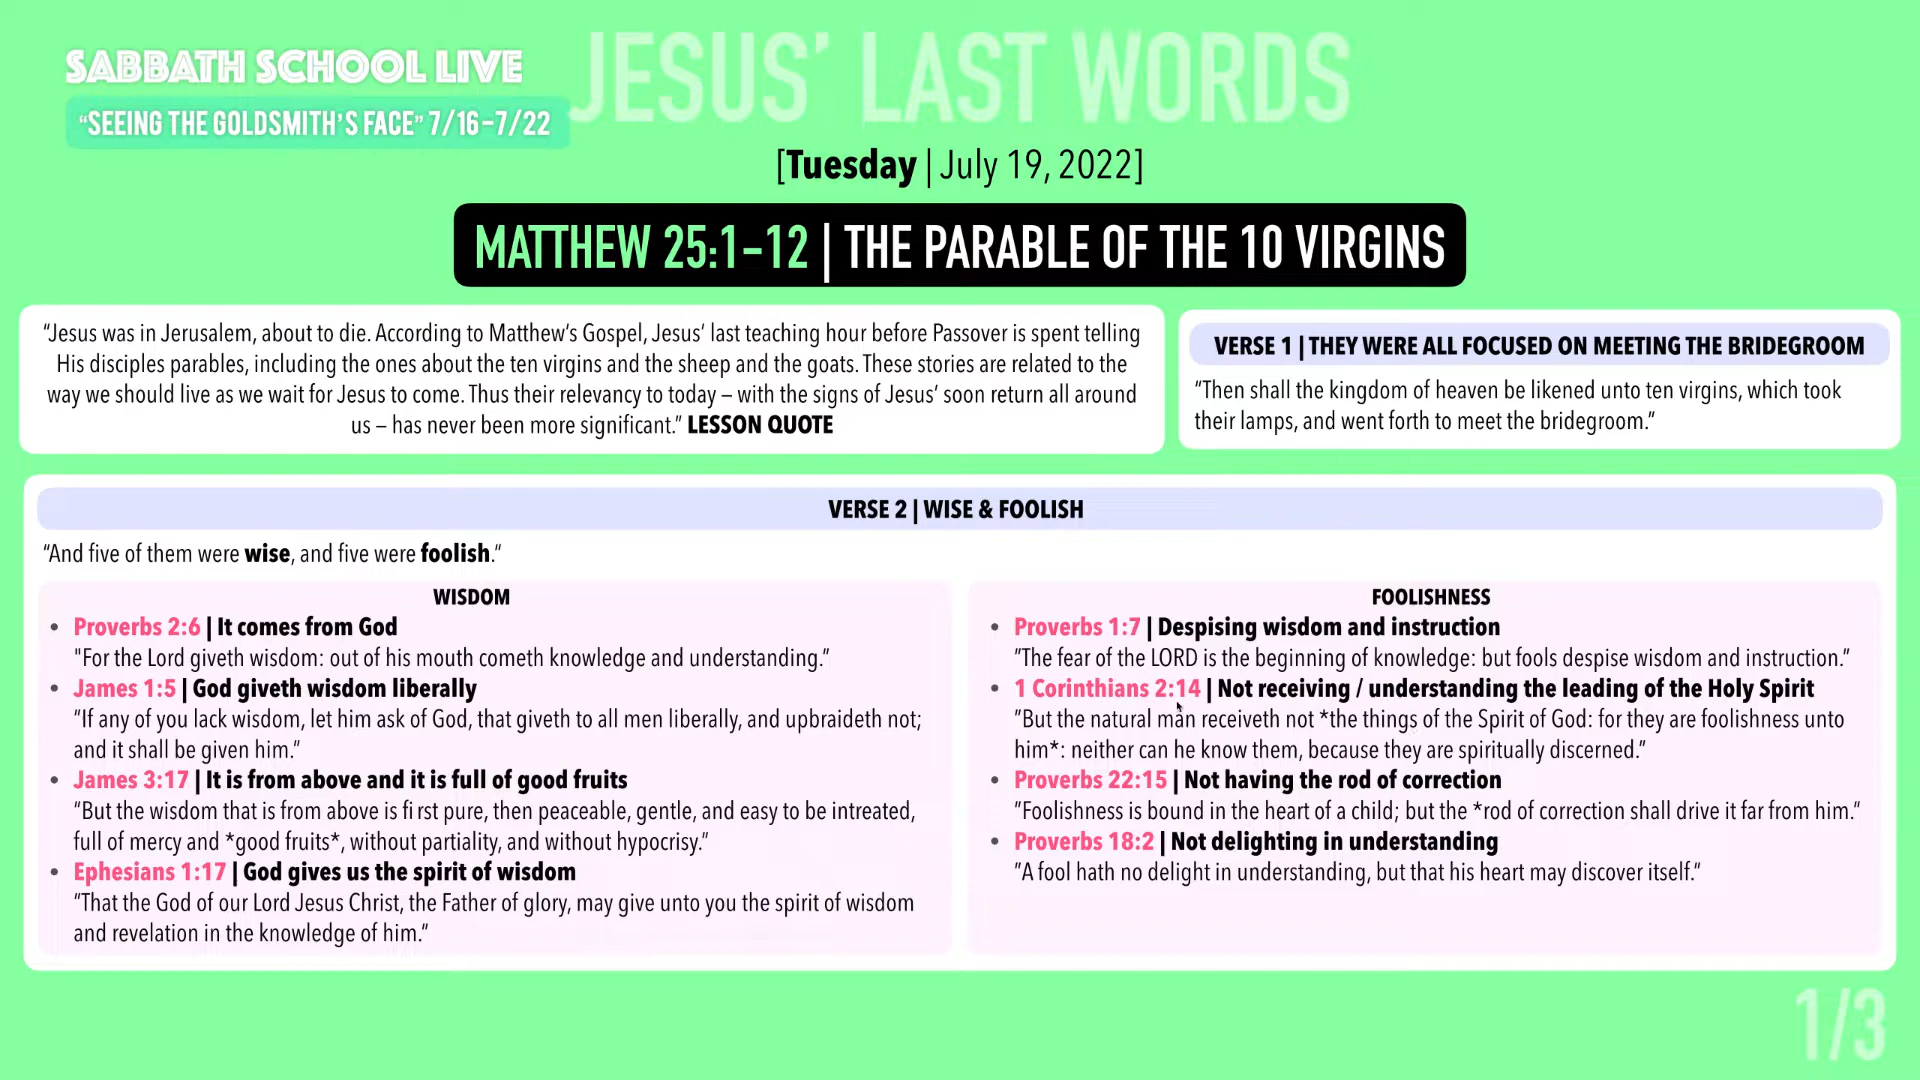 SABBATH SCHOOL LIVE
JESUS’ LAST WORDS
“SEEING THE GOLDSMITH’S FACE” 7/16–7/22
[Tuesday | July 19, 2022]
MATTHEW 25:1–12 | THE PARABLE OF THE 10 VIRGINS
“Jesus was in Jerusalem, about to die. According to Matthew’s Gospel, Jesus’ last teaching hour before Passover is spent telling
His disciples parables, including the ones about the ten virgins and the sheep and the goats. These stories are related to the
way we should live as we wait for Jesus to come. Thus their relevancy to today – with the signs of Jesus’ soon return all around
us – has never been more significant.” LESSON QUOTE
VERSE 1 | THEY WERE ALL FOCUSED ON MEETING THE BRIDEGROOM
“Then shall the kingdom of heaven be likened unto ten virgins, which took
their lamps, and went forth to meet the bridegroom.”
VERSE 2 | WISE & FOOLISH
“And five of them were wise, and five were foolish.”
WISDOM
• Proverbs 2:6 | It comes from God
"For the Lord giveth wisdom: out of his mouth cometh knowledge and understanding.”
• James 1:5 | God giveth wisdom liberally
“If any of you lack wisdom, let him ask of God, that giveth to all men liberally, and upbraideth not;
and it shall be given him.”
• James 3:17 | It is from above and it is full of good fruits
“But the wisdom that is from above is fi rst pure, then peaceable, gentle, and easy to be intreated,
full of mercy and *good fruits*, without partiality, and without hypocrisy.”
• Ephesians 1:17 | God gives us the spirit of wisdom
“That the God of our Lord Jesus Christ, the Father of glory, may give unto you the spirit of wisdom
and revelation in the knowledge of him.”
FOOLISHNESS
• Proverbs 1:7 | Despising wisdom and instruction
“The fear of the LORD is the beginning of knowledge: but fools despise wisdom and instruction.”
• 1 Corinthians 2:14 | Not receiving / understanding the leading of the Holy Spirit
“But the natural man receiveth not *the things of the Spirit of God: for they are foolishness unto
him*: neither can he know them, because they are spiritually discerned.”
• Proverbs 22:15 | Not having the rod of correction
“Foolishness is bound in the heart of a child; but the *rod of correction shall drive it far from him.”
• Proverbs 18:2 | Not delighting in understanding
“A fool hath no delight in understanding, but that his heart may discover itself.”
1/3